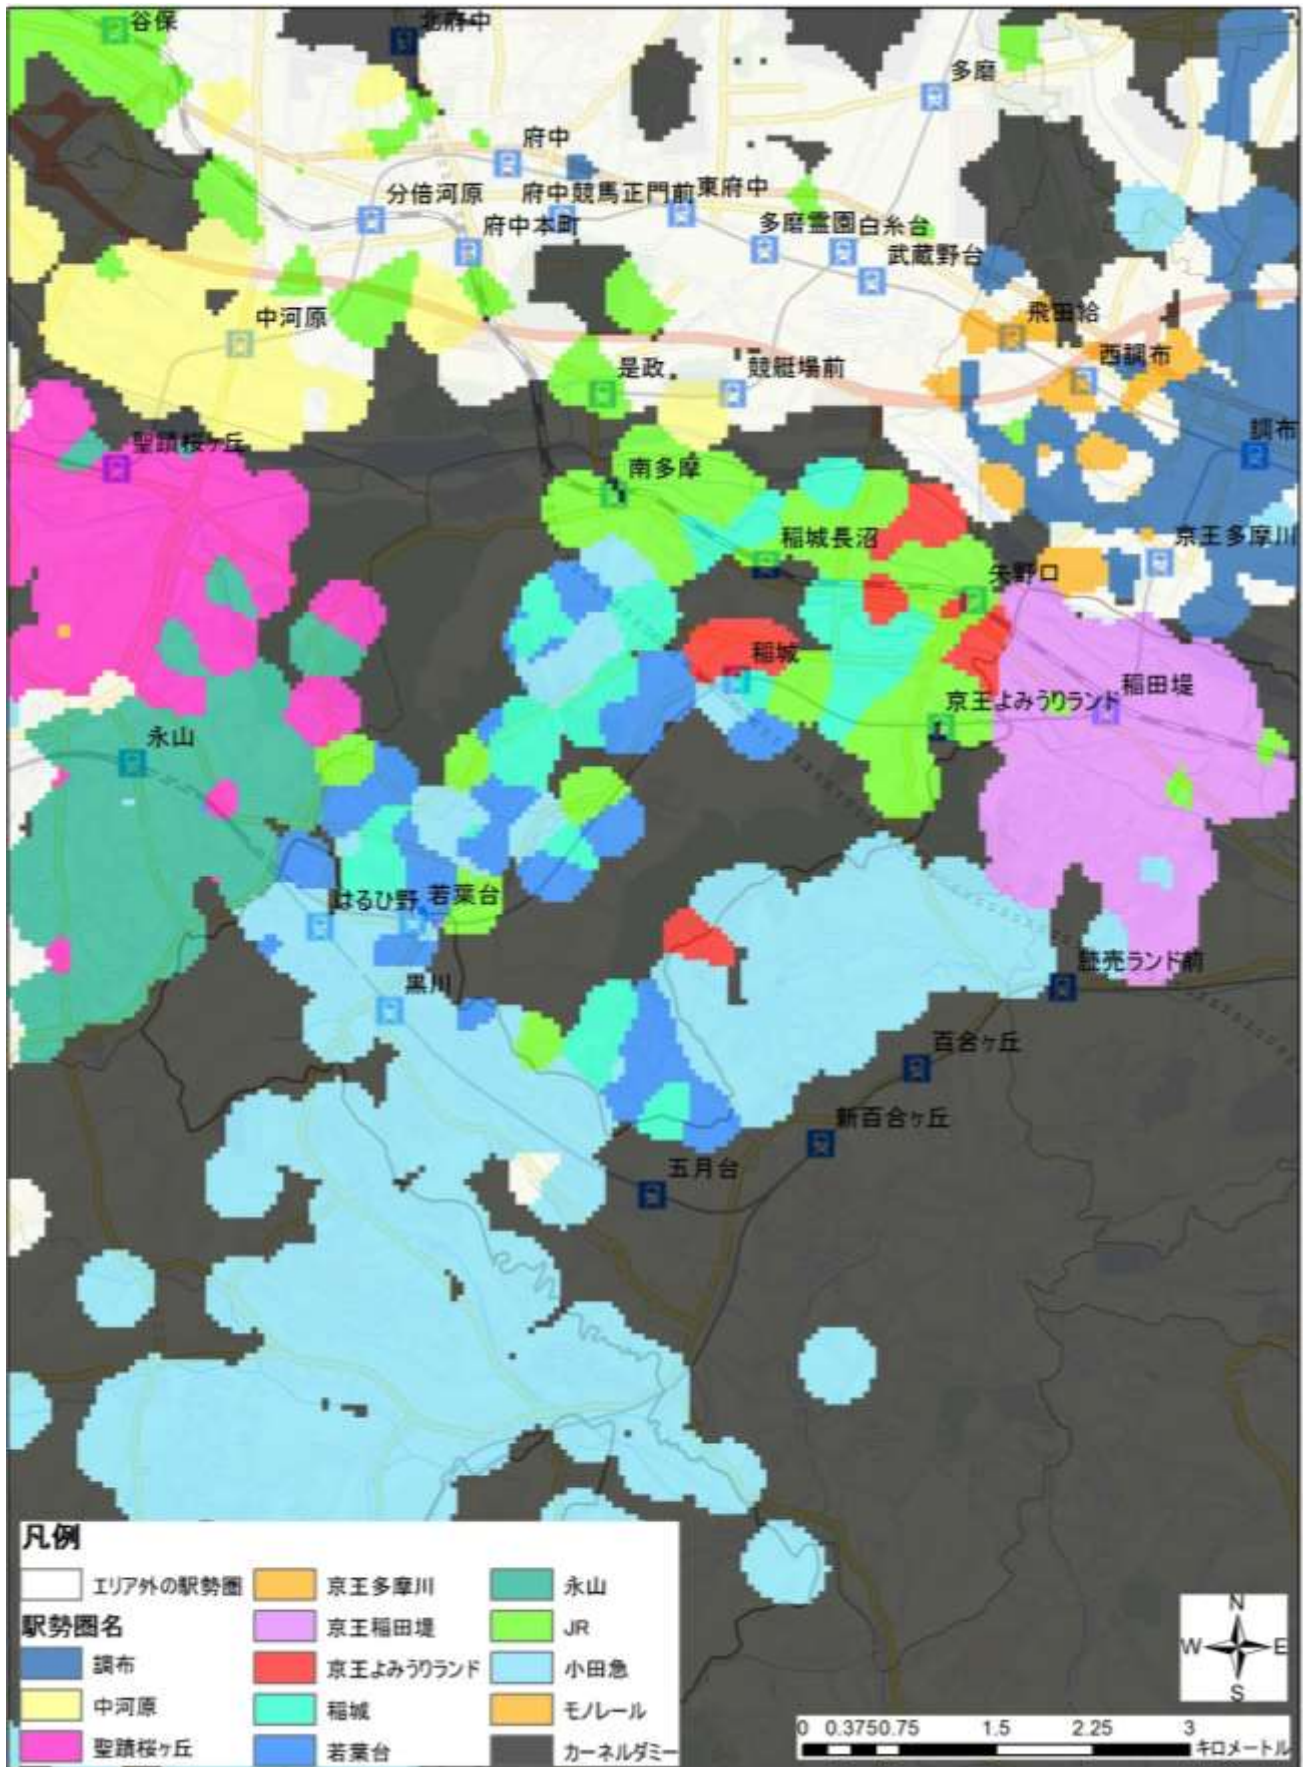 谷保
北府中
多磨
府中
分倍河原
府中競馬正門前
東府中
府中本町
多磨霊園
白糸台
武蔵野台
飛田給
中河原
西調布
是政
競艇場前
調布
聖蹟桜ヶ丘
南多摩
稲城長沼
京王多摩川
矢野口
稲城
稲田堤
京王よみうりランド
永山
はるひ野
若葉台
読売ランド前
黒川
百合ヶ丘
新百合ヶ丘
五月台
凡例
エリア外の駅勢圏
駅勢圏名
調布
中河原
聖蹟桜ヶ丘
京王多摩川
京王稲田堤
京王よみうりランド
稲城
若葉台
永山
JR
小田急
モノレール
カーネルダミー
N
W E
S
0 0.375 0.75 1.5 2.25 3
キロメートル